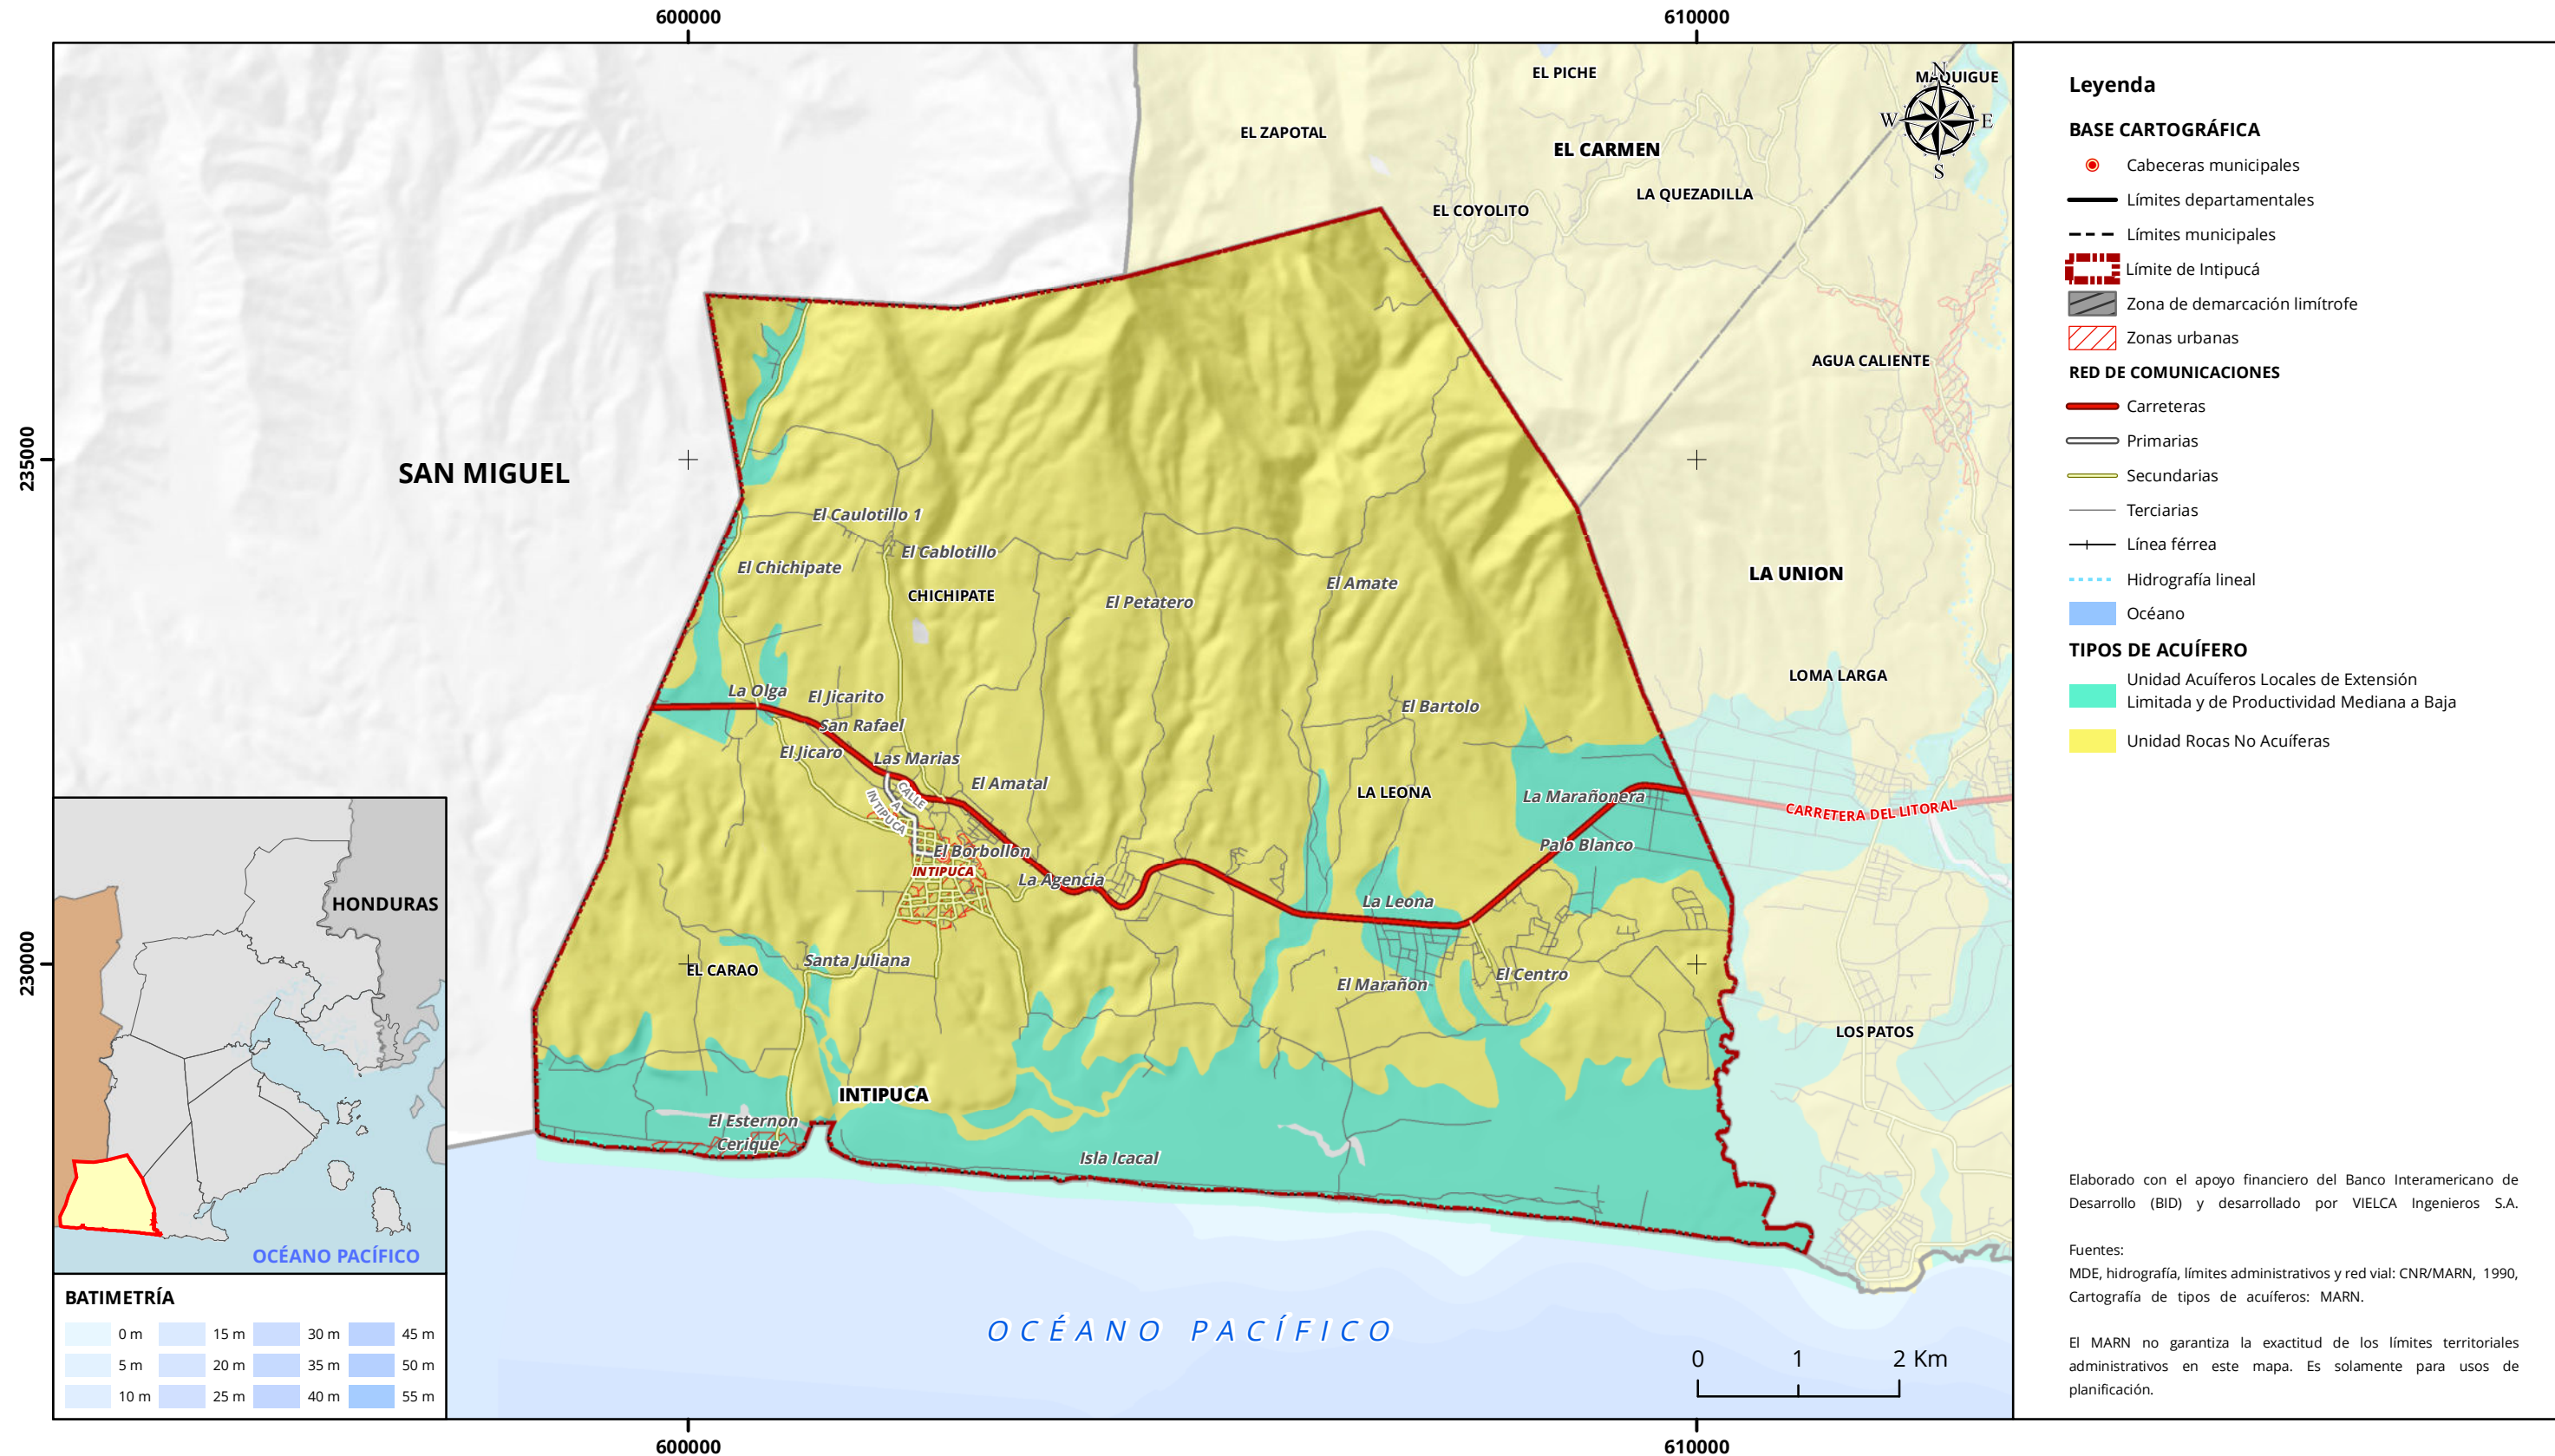 600000
610000
235000
230000
600000
610000
EL PICHE
MAQUIGUE
N
W
E
S
EL ZAPOTAL
EL CARMEN
LA QUEZADILLA
EL COYOLITO
AGUA CALIENTE
SAN MIGUEL
El Caulotillo 1
El Cablotillo
El Chichipate
CHICHIPATE
El Petatero
El Amate
LA UNION
LOMA LARGA
La Olga
El Jicarito
San Rafael
El Jicaro
Las Marias
El Amatal
El Bartolo
CALLE
A
INTIPUCA
LA LEONA
La Marañonera
CARRETERA DEL LITORAL
Palo Blanco
El Borbollón
INTIPUCA
La Agencia
La Leona
Santa Juliana
EL CARAO
El Marañón
El Centro
LOS PATOS
INTIPUCA
El Esternon
Cerique
Isla Icacal
OCÉANO PACÍFICO
0 1 2 Km
HONDURAS
OCÉANO PACÍFICO
BATIMETRÍA
0 m 15 m 30 m 45 m
5 m 20 m 35 m 50 m
10 m 25 m 40 m 55 m
Leyenda
BASE CARTOGRÁFICA
Cabeceras municipales
Límites departamentales
Límites municipales
Límite de Intipucá
Zona de demarcación limítrofe
Zonas urbanas
RED DE COMUNICACIONES
Carreteras
Primarias
Secundarias
Terciarias
Línea férrea
Hidrografía lineal
Océano
TIPOS DE ACUÍFERO
Unidad Acuíferos Locales de Extensión
Limitada y de Productividad Mediana a Baja
Unidad Rocas No Acuíferas
Elaborado con el apoyo financiero del Banco Interamericano de
Desarrollo (BID) y desarrollado por VIELCA Ingenieros S.A.
Fuentes:
MDE, hidrografía, límites administrativos y red vial: CNR/MARN, 1990,
Cartografía de tipos de acuíferos: MARN.
El MARN no garantiza la exactitud de los límites territoriales
administrativos en este mapa. Es solamente para usos de
planificación.